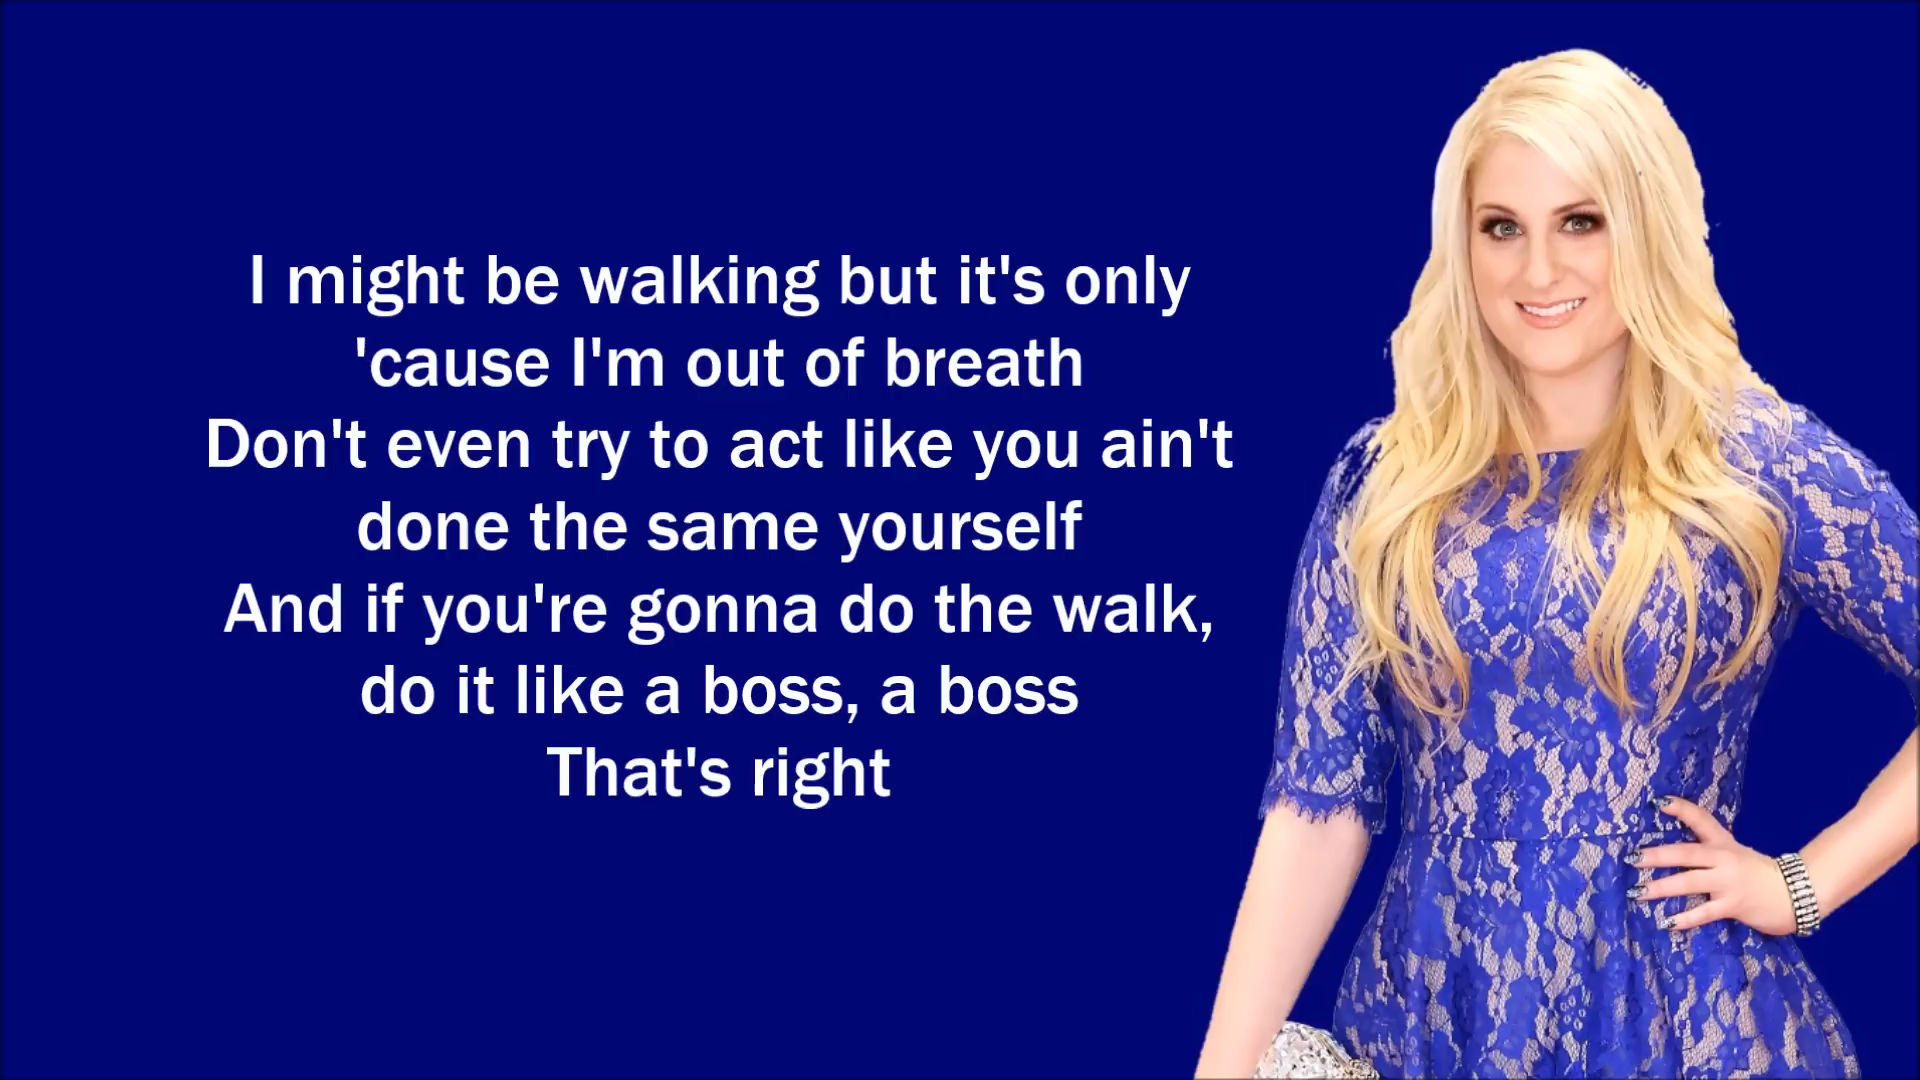 I might be walking but it's only
'cause I'm out of breath
Don't even try to act like you ain't
done the same yourself
And if you're gonna do the walk,
do it like a boss, a boss
That's right